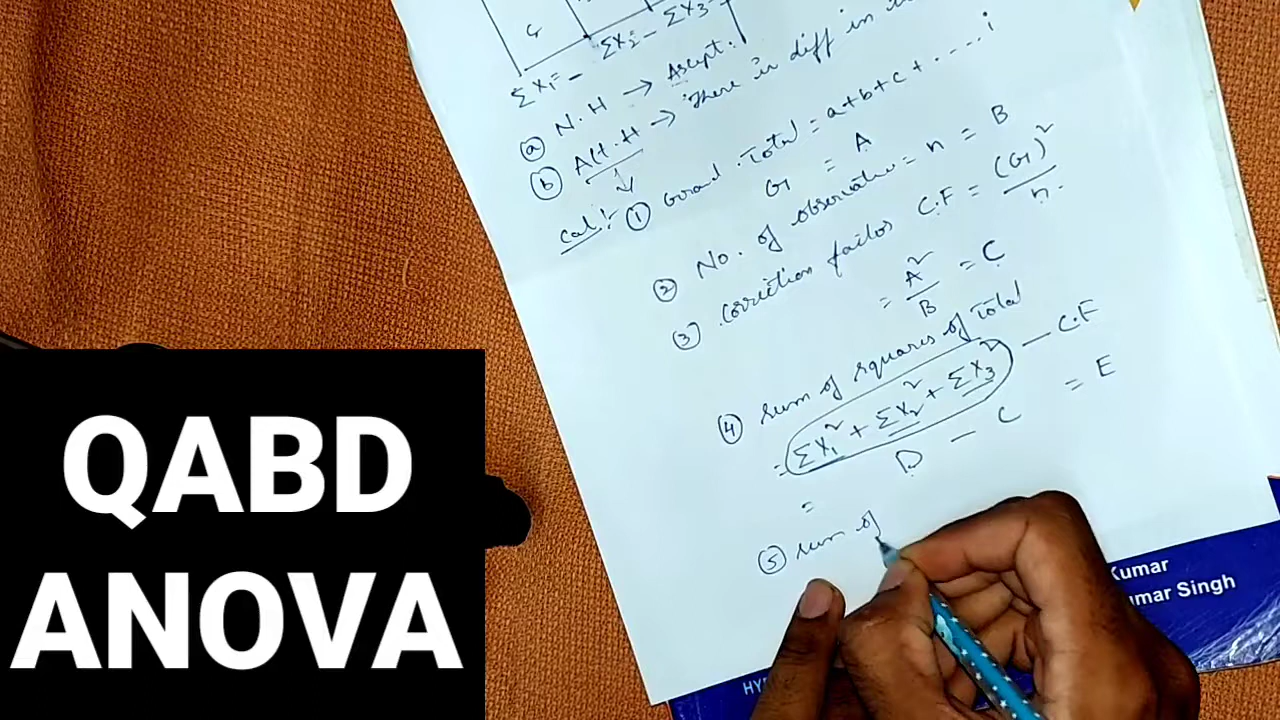 ΣX₁ = – ΣX₂ – ΣX₃
(a) N.H → Accept.
(b) Alt.H → There is diff in
Cal:- (1) Grand Total = a+b+c+.....i
G = A
(2) No. of observation = n = B
(3) correction factor C.F = (G)²/n.
= A²/B = C
(4) sum of squares of Total
= ΣX₁² + ΣX₂² + ΣX₃² – C.F
= D – C = E
(5) sum of
QABD
ANOVA
Kumar
umar Singh
HY